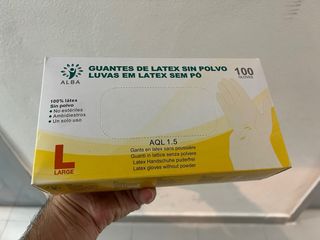 ALBA
GUANTES DE LATEX SIN POLVO
LUVAS EM LATEX SEM PÓ
100
100% látex
Sin polvo
• No estériles
• Ambidiestros
• Un solo uso
L
LARGE
AQL 1.5
Gants en latex sans poussière
Guanti in lattice senza polvere
Latex Handschuhe puderfrei
Latex gloves without powder